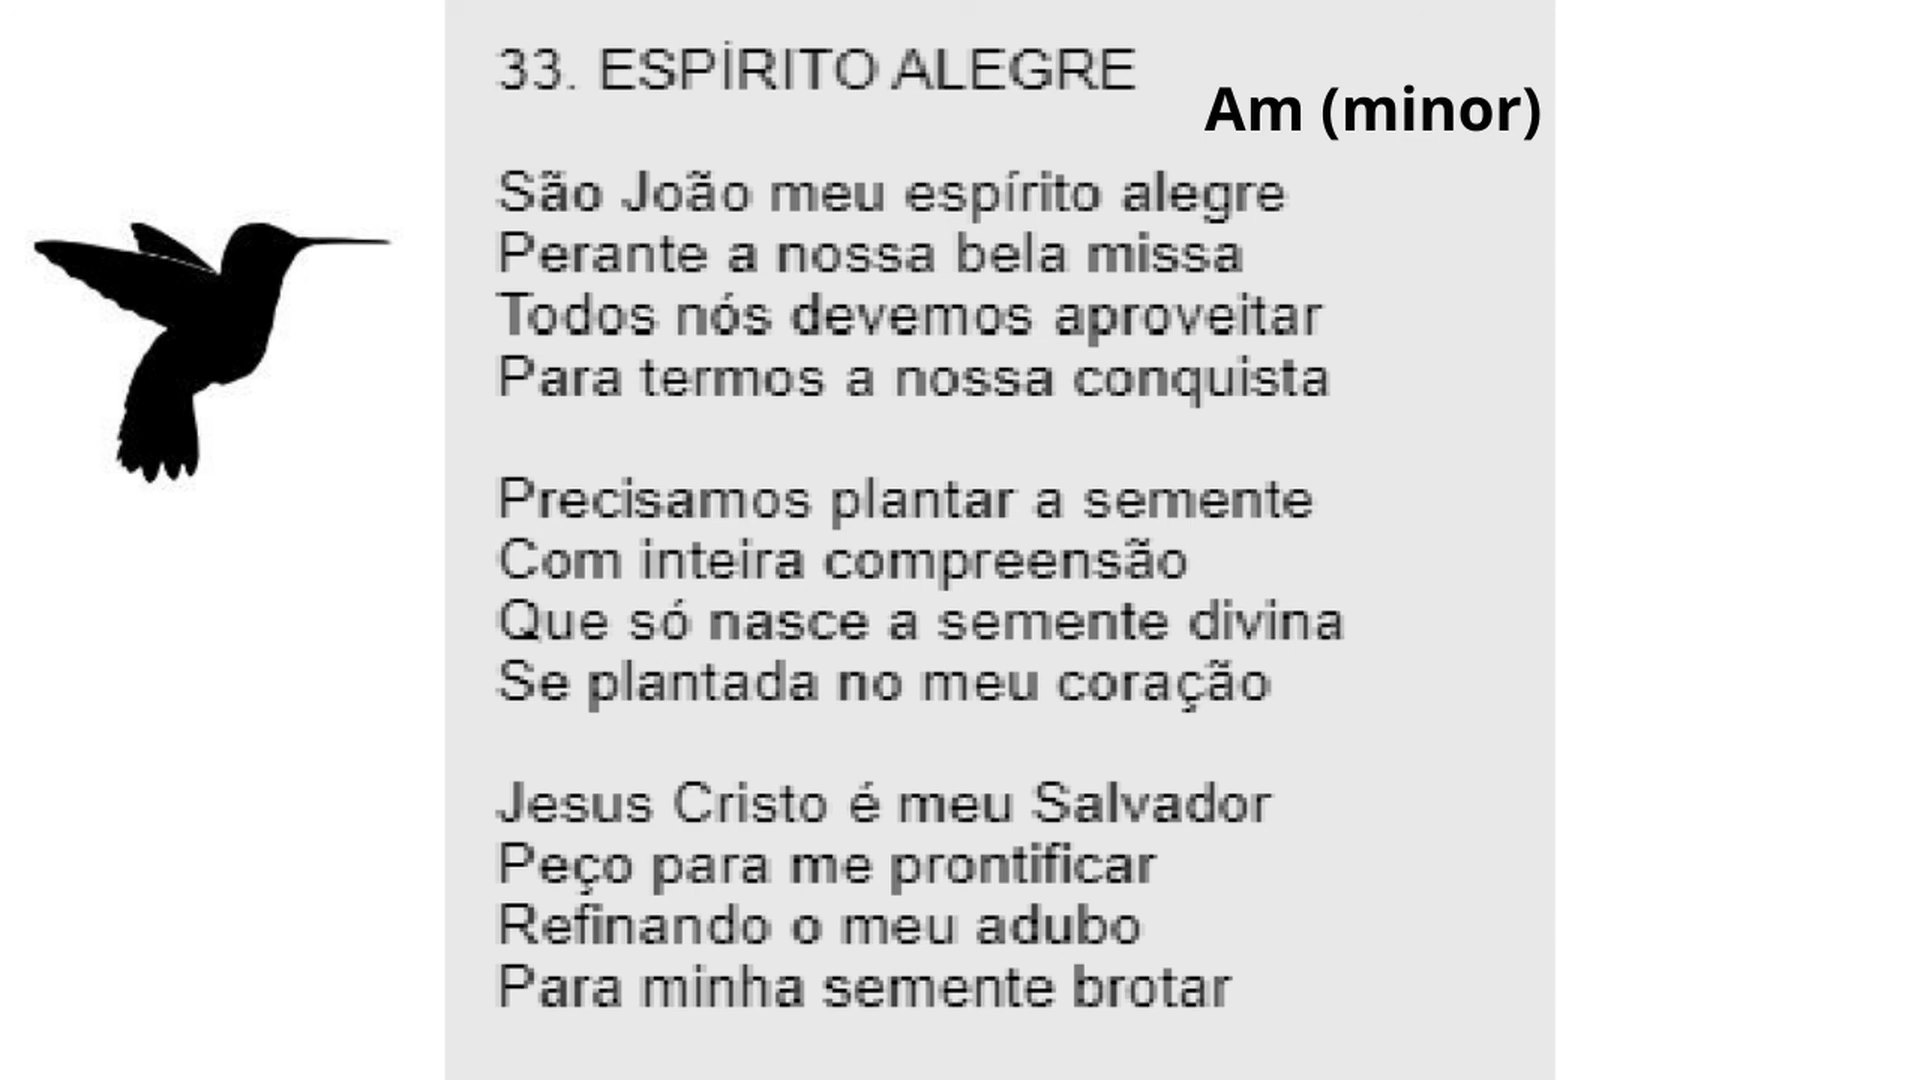 33. ESPÍRITO ALEGRE
Am (minor)
São João meu espírito alegre
Perante a nossa bela missa
Todos nós devemos aproveitar
Para termos a nossa conquista
Precisamos plantar a semente
Com inteira compreensão
Que só nasce a semente divina
Se plantada no meu coração
Jesus Cristo é meu Salvador
Peço para me prontificar
Refinando o meu adubo
Para minha semente brotar